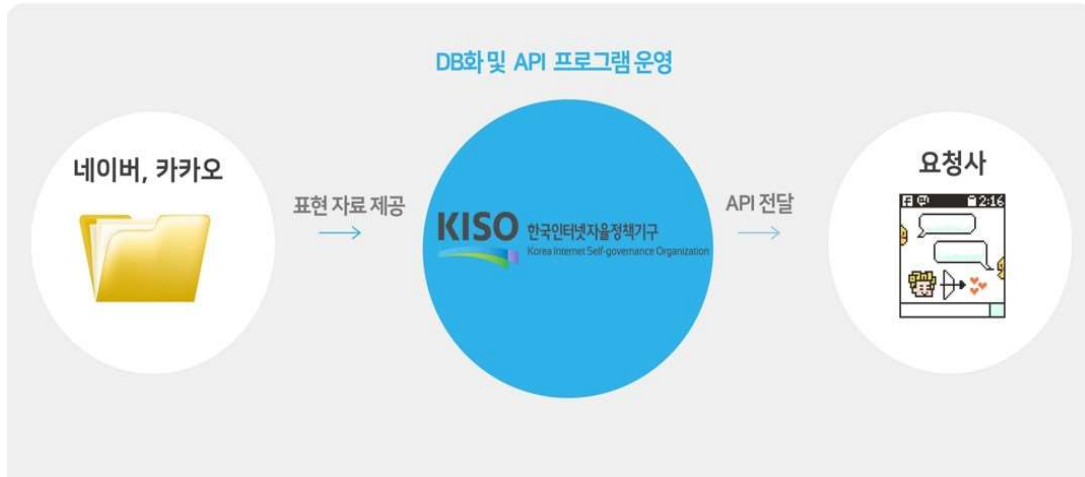 DB화 및 API 프로그램 운영
네이버, 카카오
표현 자료 제공
KISO 한국인터넷자율정책기구
Korea Internet Self-governance Organization
API 전달
요청사
2:16